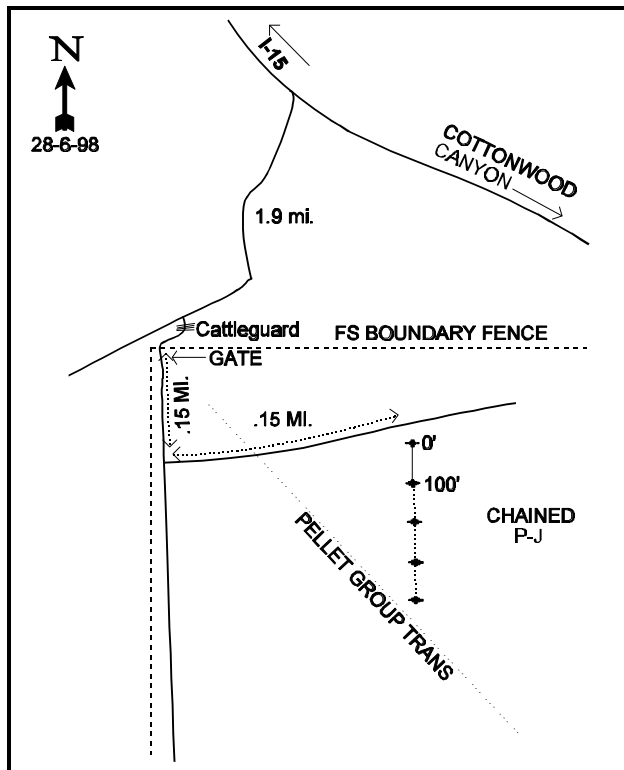 N
28-6-98
I-15
COTTONWOOD
CANYON
1.9 mi.
Cattleguard
FS BOUNDARY FENCE
GATE
.15 MI.
.15 MI.
0'
100'
CHAINED
P-J
PELLET GROUP TRANS